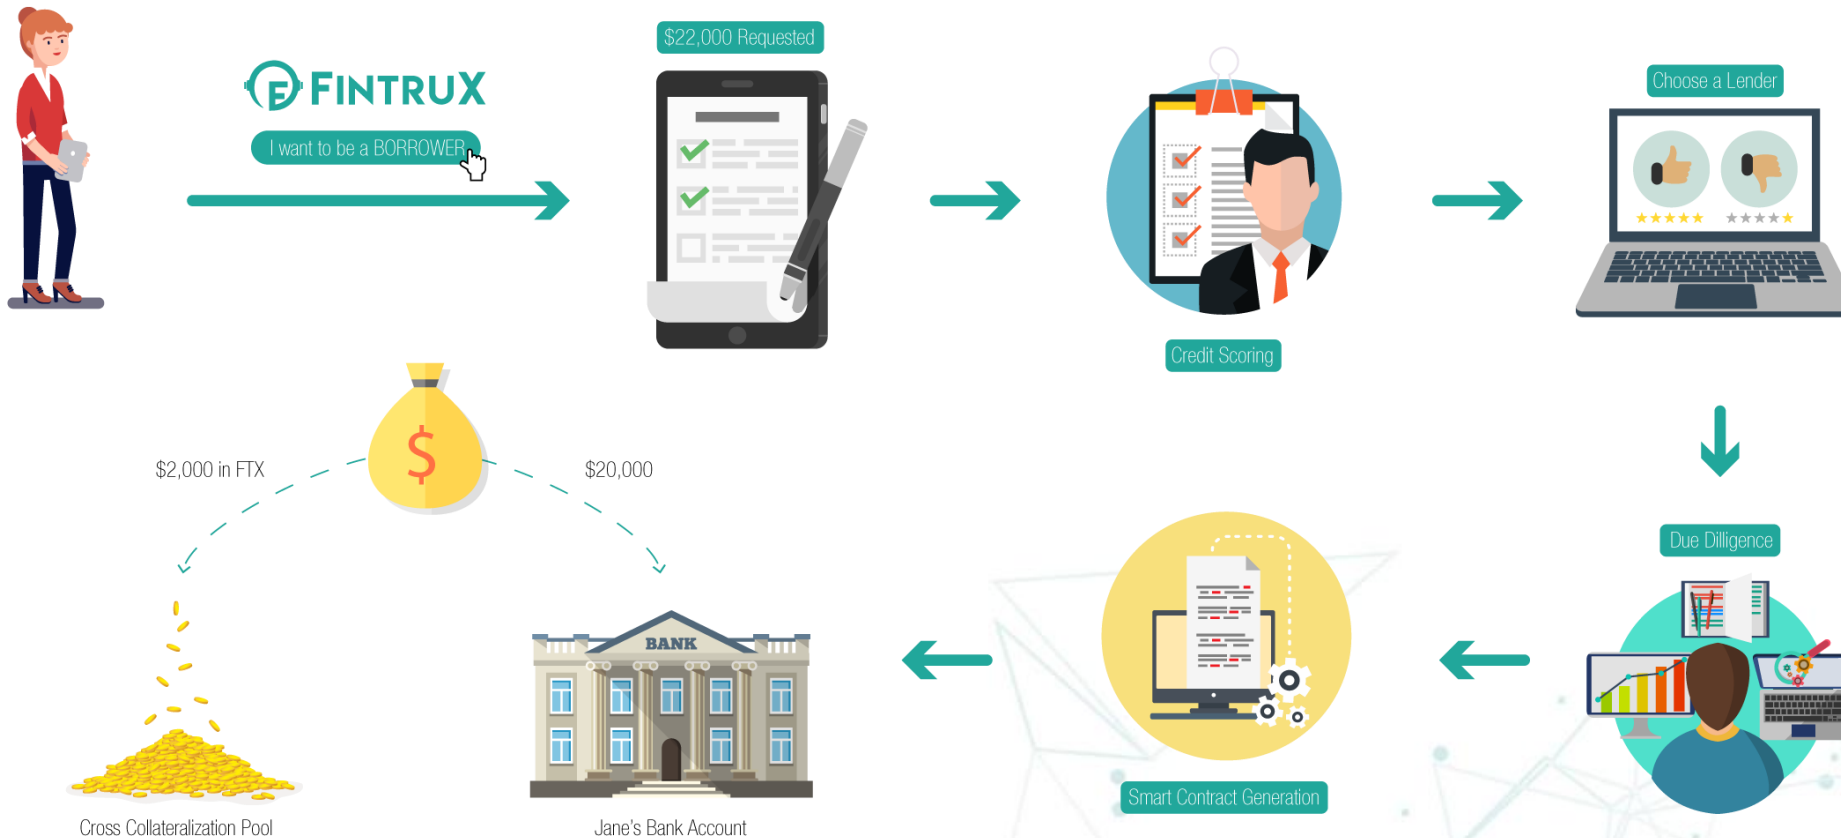 FINTRUX
I want to be a BORROWER
$22,000 Requested
Credit Scoring
Choose a Lender
Due Dilligence
Smart Contract Generation
$2,000 in FTX
$
$20,000
BANK
Cross Collateralization Pool
Jane's Bank Account